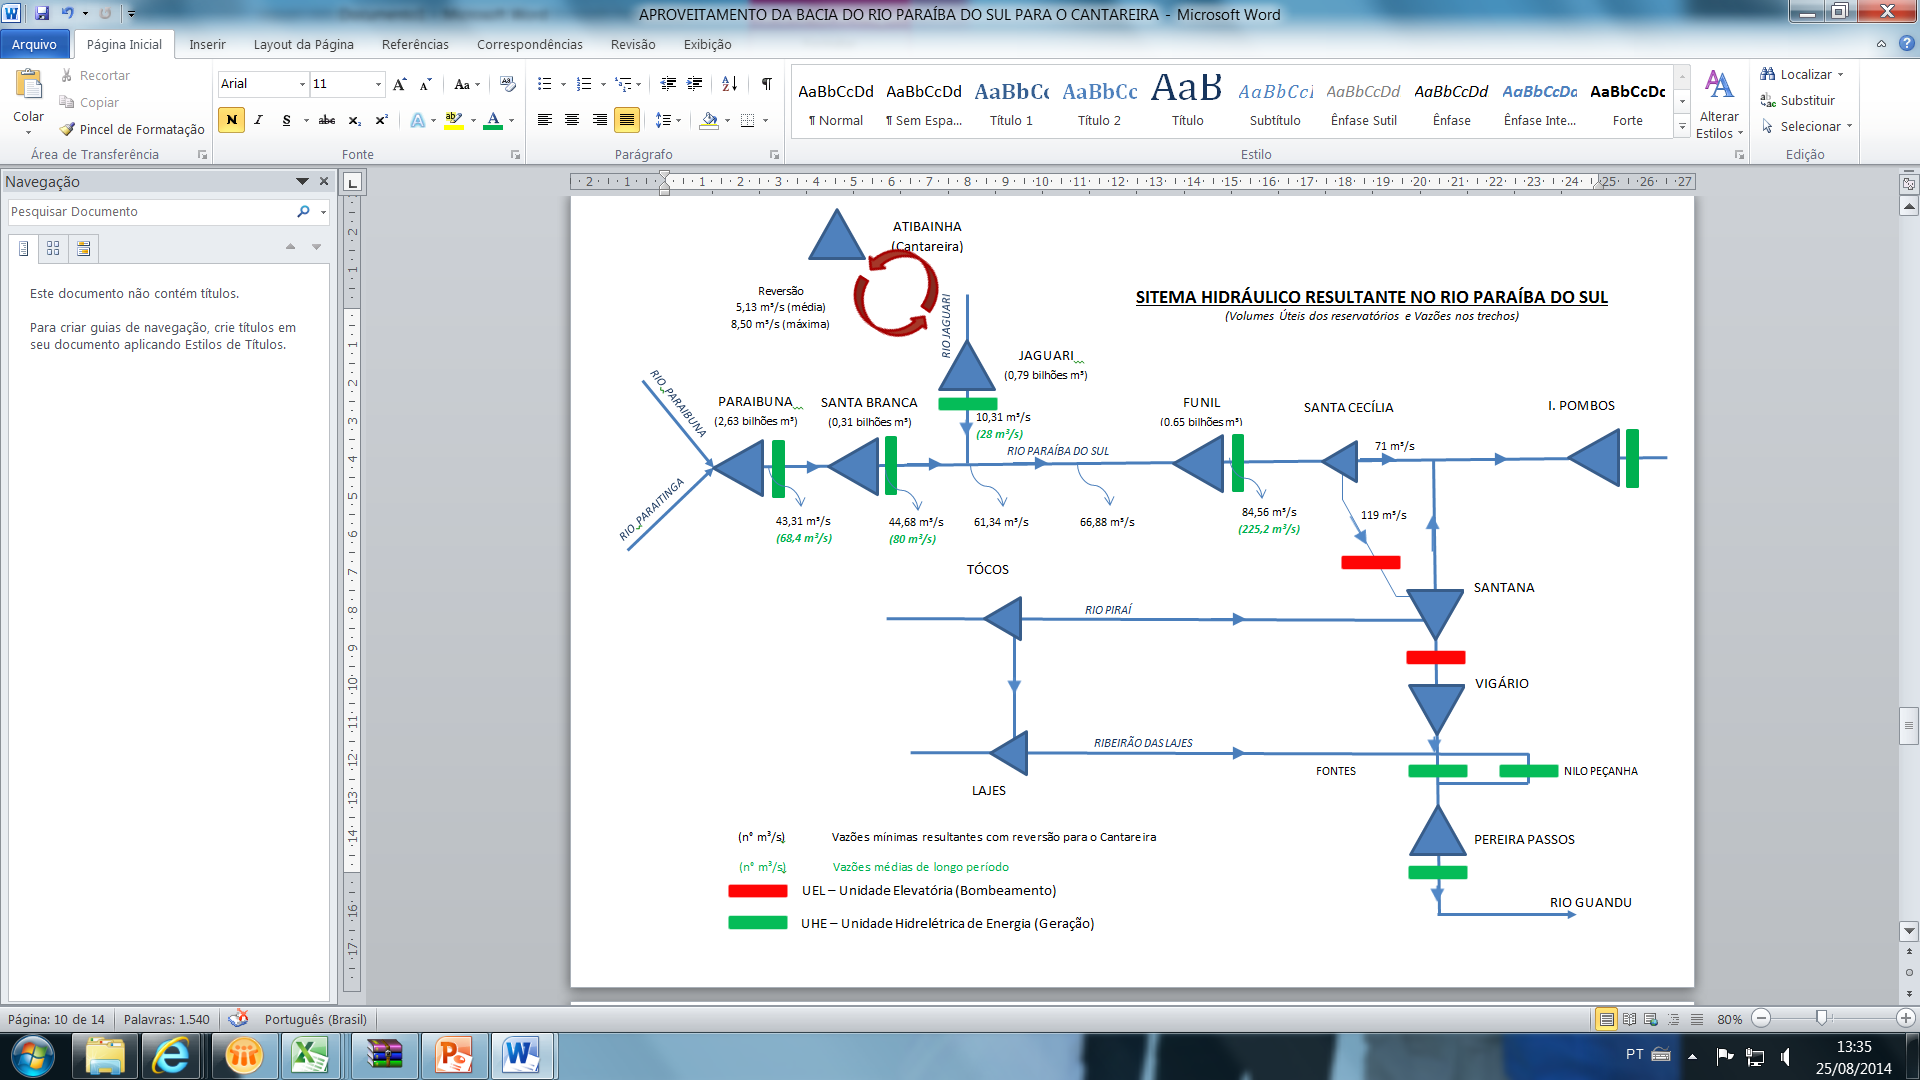 APROVEITAMENTO DA BACIA DO RIO PARAÍBA DO SUL PARA O CANTAREIRA - Microsoft Word
Arquivo
Página Inicial
Inserir
Layout da Página
Referências
Correspondências
Revisão
Exibição
Colar
Recortar
Copiar
Pincel de Formatação
Área de Transferência
Arial
11
Fonte
Parágrafo
AaBbCcDd
¶ Normal
AaBbCcDd
¶ Sem Espa...
AaBbCc
Título 1
AaBbCc
Título 2
AaB
Título
AaBbCcI
Subtítulo
AaBbCcDd
Ênfase Sutil
AaBbCcDd
Ênfase
AaBbCcDd
Ênfase Inte...
AaBbCcDc
Forte
Alterar
Estilos
Estilo
Localizar
Substituir
Selecionar
Edição
Navegação
Pesquisar Documento
Este documento não contém títulos.
Para criar guias de navegação, crie títulos em
seu documento aplicando Estilos de Títulos.
ATIBAINHA
(Cantareira)
Reversão
5,13 m³/s (média)
8,50 m³/s (máxima)
RIO JAGUARI
SITEMA HIDRÁULICO RESULTANTE NO RIO PARAÍBA DO SUL
(Volumes Úteis dos reservatórios e Vazões nos trechos)
JAGUARI
(0,79 bilhões m³)
RIO PARAIBUNA
PARAIBUNA
(2,63 bilhões m³)
SANTA BRANCA
(0,31 bilhões m³)
10,31 m³/s
(28 m³/s)
FUNIL
(0.65 bilhões m³)
SANTA CECÍLIA
I. POMBOS
RIO PARAÍBA DO SUL
71 m³/s
RIO PARAITINGA
43,31 m³/s
(68,4 m³/s)
44,68 m³/s
(80 m³/s)
61,34 m³/s
66,88 m³/s
84,56 m³/s
(225,2 m³/s)
119 m³/s
TÓCOS
SANTANA
RIO PIRAÍ
VIGÁRIO
RIBEIRÃO DAS LAJES
FONTES
NILO PEÇANHA
LAJES
(n° m³/s) Vazões mínimas resultantes com reversão para o Cantareira
PEREIRA PASSOS
(n° m³/s) Vazões médias de longo período
UEL – Unidade Elevatória (Bombeamento)
RIO GUANDU
UHE – Unidade Hidrelétrica de Energia (Geração)
Página: 10 de 14
Palavras: 1.540
Português (Brasil)
80%
PT
13:35
25/08/2014